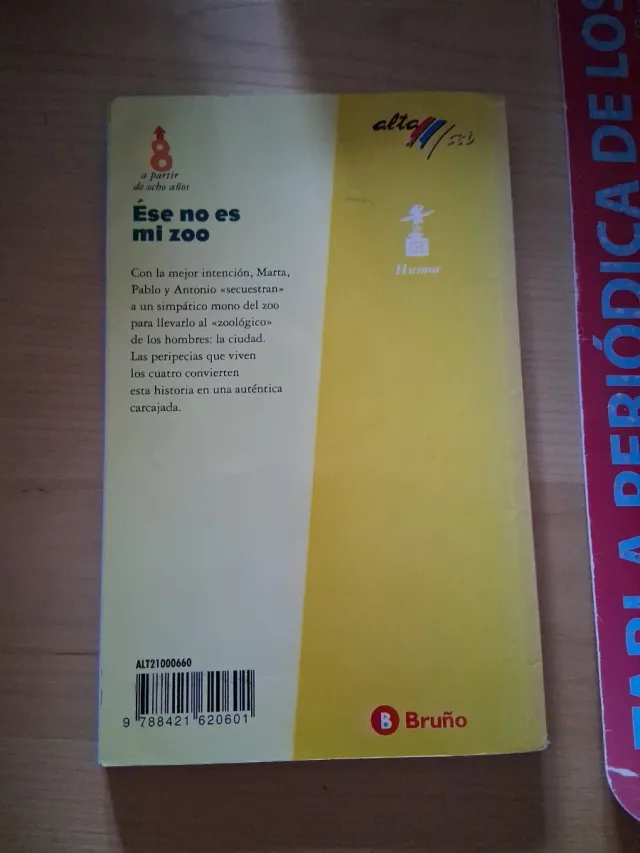 8
a partir
de ocho años
alta
Ése no es
mi zoo
Humor
Con la mejor intención, Marta,
Pablo y Antonio «secuestran»
a un simpático mono del zoo
para llevarlo al «zoológico»
de los hombres: la ciudad.
Las peripecias que viven
los cuatro convierten
esta historia en una auténtica
carcajada.
ALT21000660
9 788421 620601
B Bruño
TABLA PERIÓDICA DE LOS